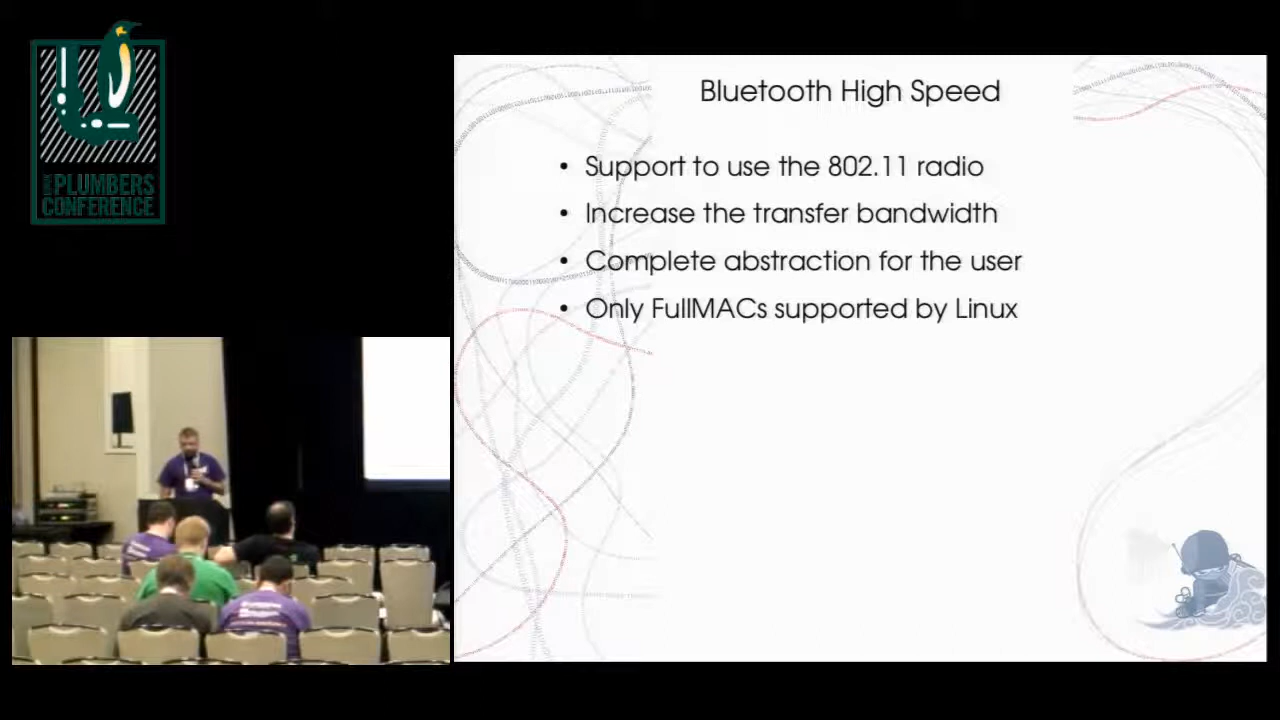 PLUMBERS
CONFERENCE
Bluetooth High Speed
• Support to use the 802.11 radio
• Increase the transfer bandwidth
• Complete abstraction for the user
• Only FullMACs supported by Linux